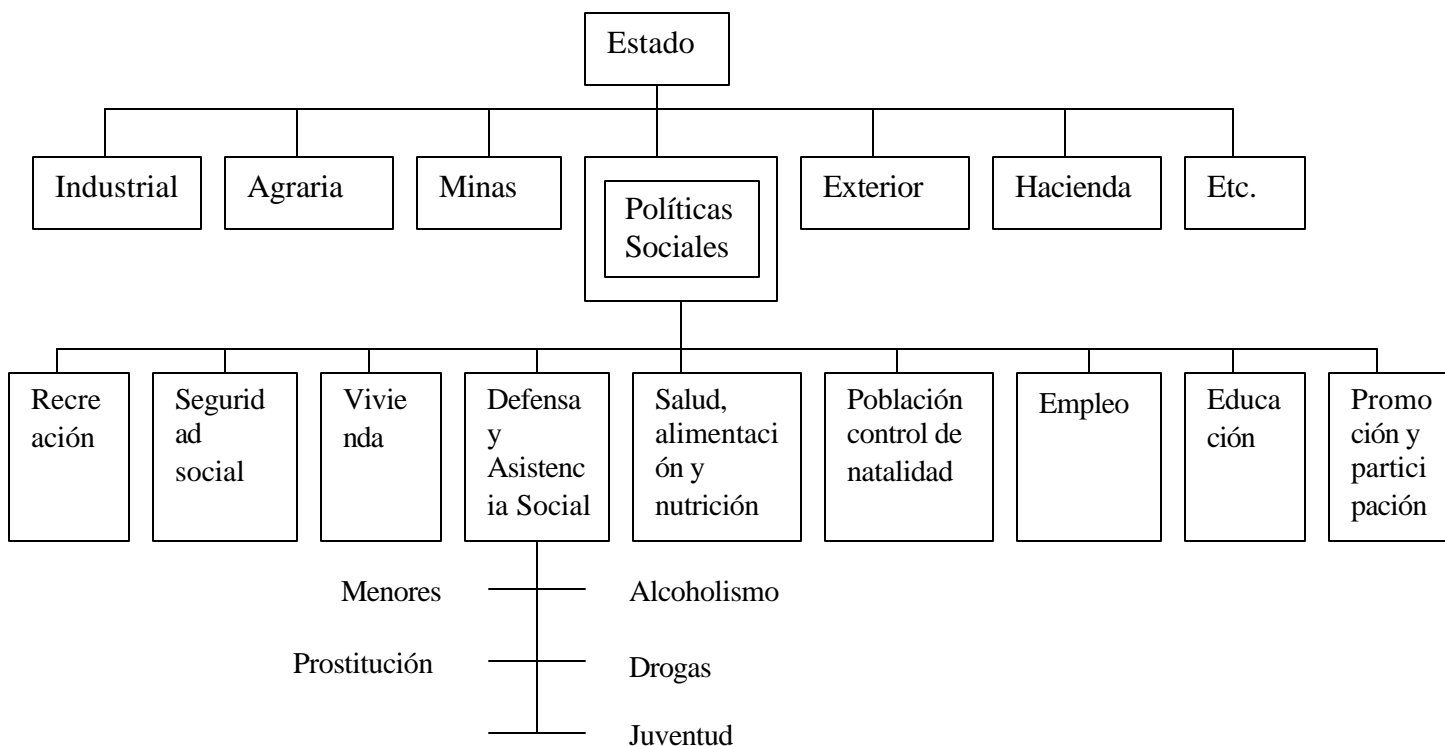 Estado
Industrial
Agraria
Minas
Políticas
Sociales
Exterior
Hacienda
Etc.
Recre
ación
Segurid
ad
social
Vivie
nda
Defensa
y
Asistenc
ia Social
Salud,
alimentaci
ón y
nutrición
Población
control de
natalidad
Empleo
Educa
ción
Promo
ción y
partici
pación
Menores
Alcoholismo
Prostitución
Drogas
Juventud